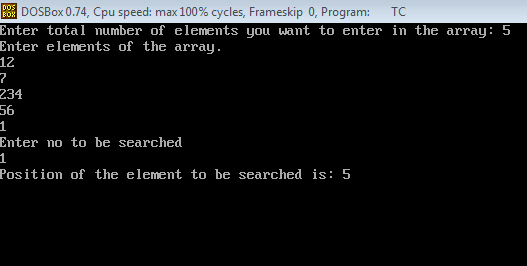 DOS
BOX
DOSBox 0.74, Cpu speed: max 100% cycles, Frameskip 0, Program: TC
Enter total number of elements you want to enter in the array: 5
Enter elements of the array.
12
7
234
56
1
Enter no to be searched
1
Position of the element to be searched is: 5